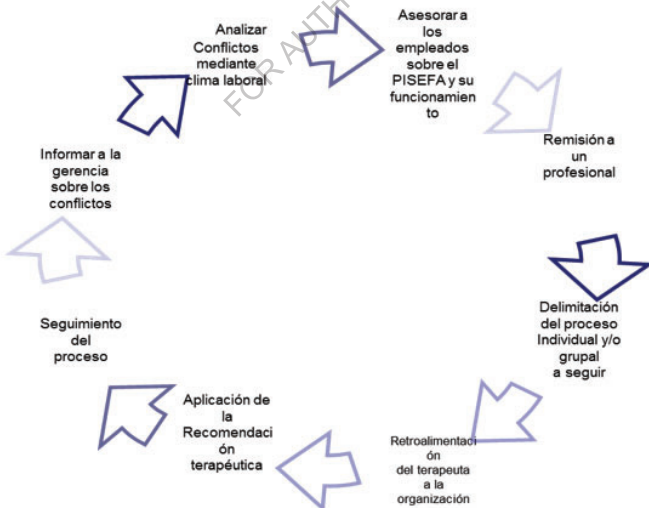 Analizar
Conflictos
mediante
clima laboral
Asesorar a
los
empleados
sobre el
PISEFA y su
funcionamien
to
Remisión a
un
profesional
Delimitación
del proceso
Individual y/o
grupal
a seguir
Retroalimentaci
ón
del terapeuta
a la
organización
Aplicación de
la
Recomendaci
ón
terapéutica
Seguimiento
del
proceso
Informar a la
gerencia
sobre los
conflictos
FOR AUTH